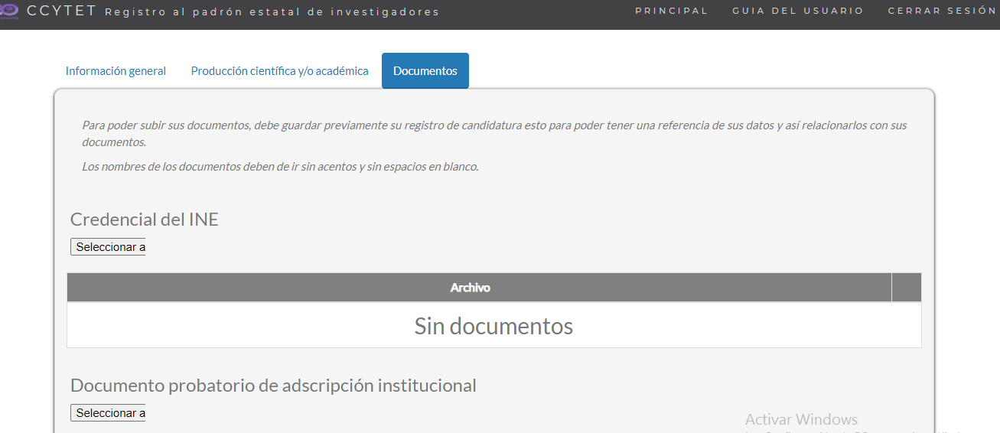 CCYTET Registro al padrón estatal de investigadores PRINCIPAL GUIA DEL USUARIO CERRAR SESIÓN
Información general Producción científica y/o académica Documentos
Para poder subir sus documentos, debe guardar previamente su registro de candidatura esto para poder tener una referencia de sus datos y así relacionarlos con sus
documentos.
Los nombres de los documentos deben de ir sin acentos y sin espacios en blanco.
Credencial del INE
Seleccionar a
Archivo
Sin documentos
Documento probatorio de adscripción institucional
Seleccionar a
Activar Windows